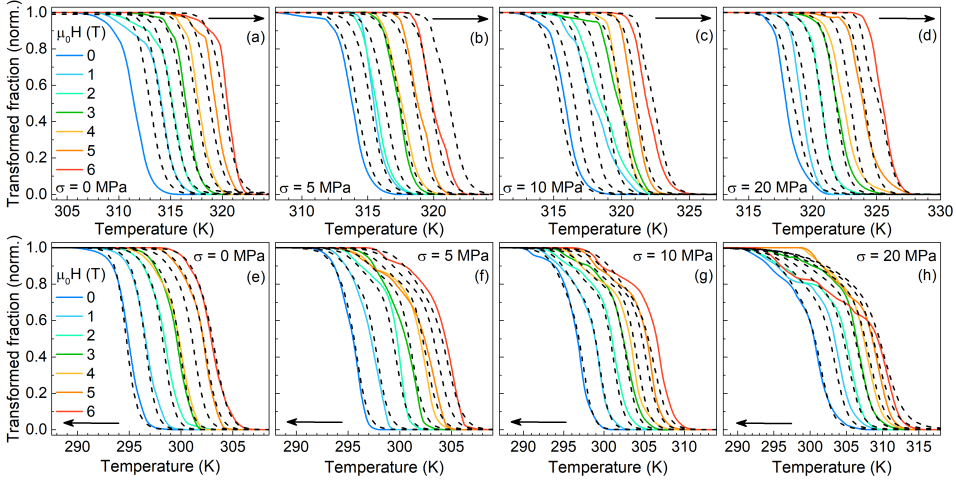 Transformed fraction (norm.)
1.0
0.8
0.6
0.4
0.2
0.0
μ₀H (T)
0
1
2
3
4
5
6
(a)
σ = 0 MPa
305 310 315 320
Temperature (K)
(b)
σ = 5 MPa
310 315 320
Temperature (K)
(c)
σ = 10 MPa
315 320 325
Temperature (K)
(d)
σ = 20 MPa
315 320 325 330
Temperature (K)
Transformed fraction (norm.)
1.0
0.8
0.6
0.4
0.2
0.0
μ₀H (T)
0
1
2
3
4
5
6
σ = 0 MPa
(e)
290 295 300 305
Temperature (K)
σ = 5 MPa
(f)
290 295 300 305
Temperature (K)
σ = 10 MPa
(g)
290 295 300 305 310
Temperature (K)
σ = 20 MPa
(h)
290 295 300 305 310 315
Temperature (K)